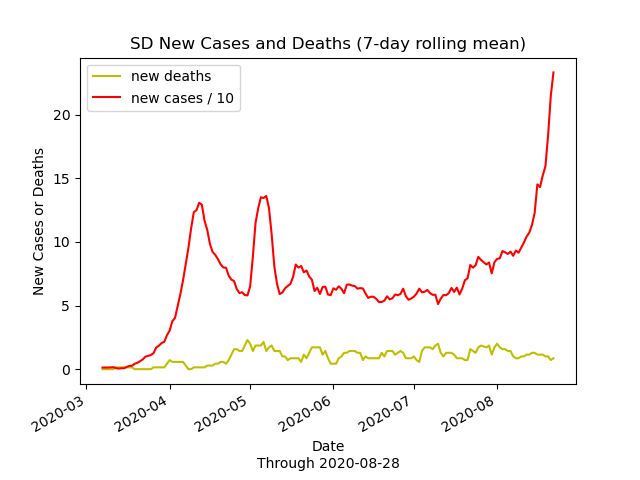 SD New Cases and Deaths (7-day rolling mean)
new deaths
new cases / 10
New Cases or Deaths
20
15
10
5
0
2020-03
2020-04
2020-05
2020-06
2020-07
2020-08
Date
Through 2020-08-28